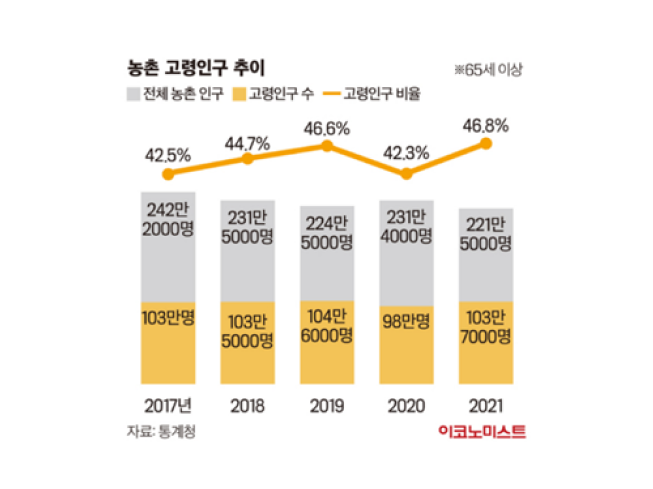 농촌 고령인구 추이
※65세 이상
전체 농촌 인구 고령인구 수 고령인구 비율
42.5% 44.7% 46.6% 42.3% 46.8%
242만
2000명
231만
5000명
224만
5000명
231만
4000명
221만
5000명
103만명
103만
5000명
104만
6000명
98만명
103만
7000명
2017년 2018 2019 2020 2021
자료: 통계청
이코노미스트